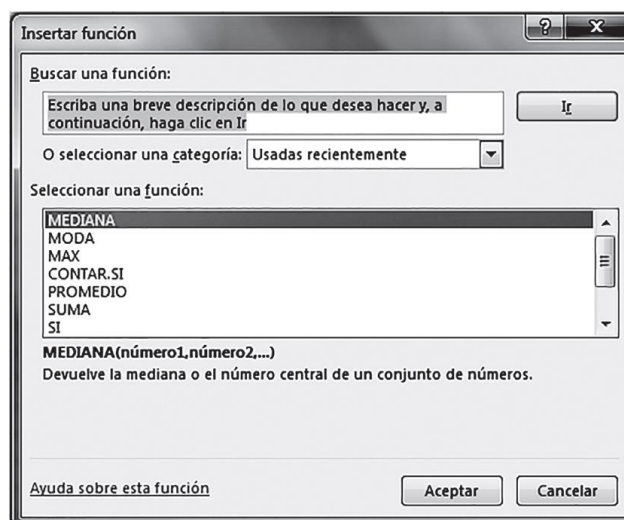 Insertar función
Buscar una función:
Escriba una breve descripción de lo que desea hacer y, a
continuación, haga clic en Ir
Ir
O seleccionar una categoría: Usadas recientemente
Seleccionar una función:
MEDIANA
MODA
MAX
CONTAR.SI
PROMEDIO
SUMA
SI
MEDIANA(número1,número2,...)
Devuelve la mediana o el número central de un conjunto de números.
Ayuda sobre esta función
Aceptar
Cancelar